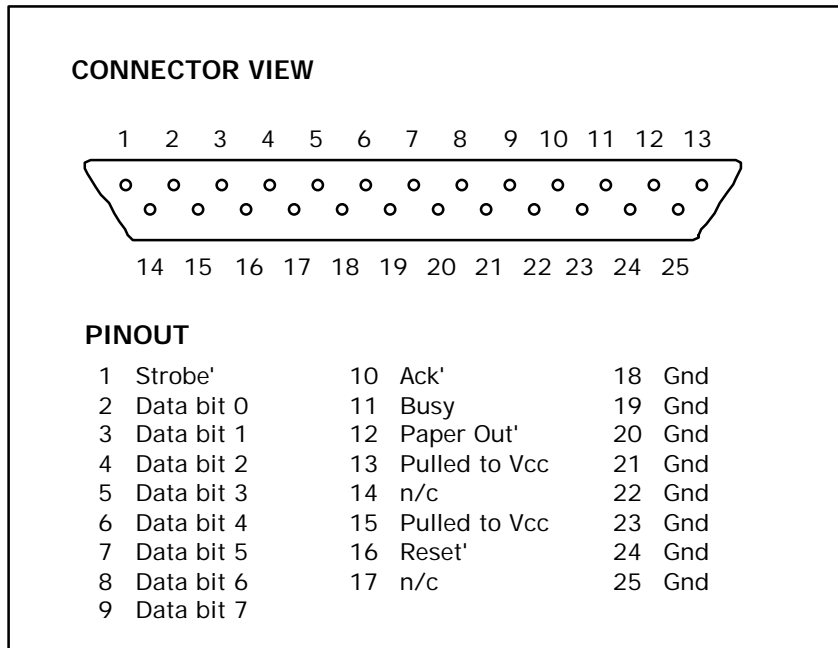 CONNECTOR VIEW
1 2 3 4 5 6 7 8 9 10 11 12 13
14 15 16 17 18 19 20 21 22 23 24 25
PINOUT
1 Strobe'
2 Data bit 0
3 Data bit 1
4 Data bit 2
5 Data bit 3
6 Data bit 4
7 Data bit 5
8 Data bit 6
9 Data bit 7
10 Ack'
11 Busy
12 Paper Out'
13 Pulled to Vcc
14 n/c
15 Pulled to Vcc
16 Reset'
17 n/c
18 Gnd
19 Gnd
20 Gnd
21 Gnd
22 Gnd
23 Gnd
24 Gnd
25 Gnd